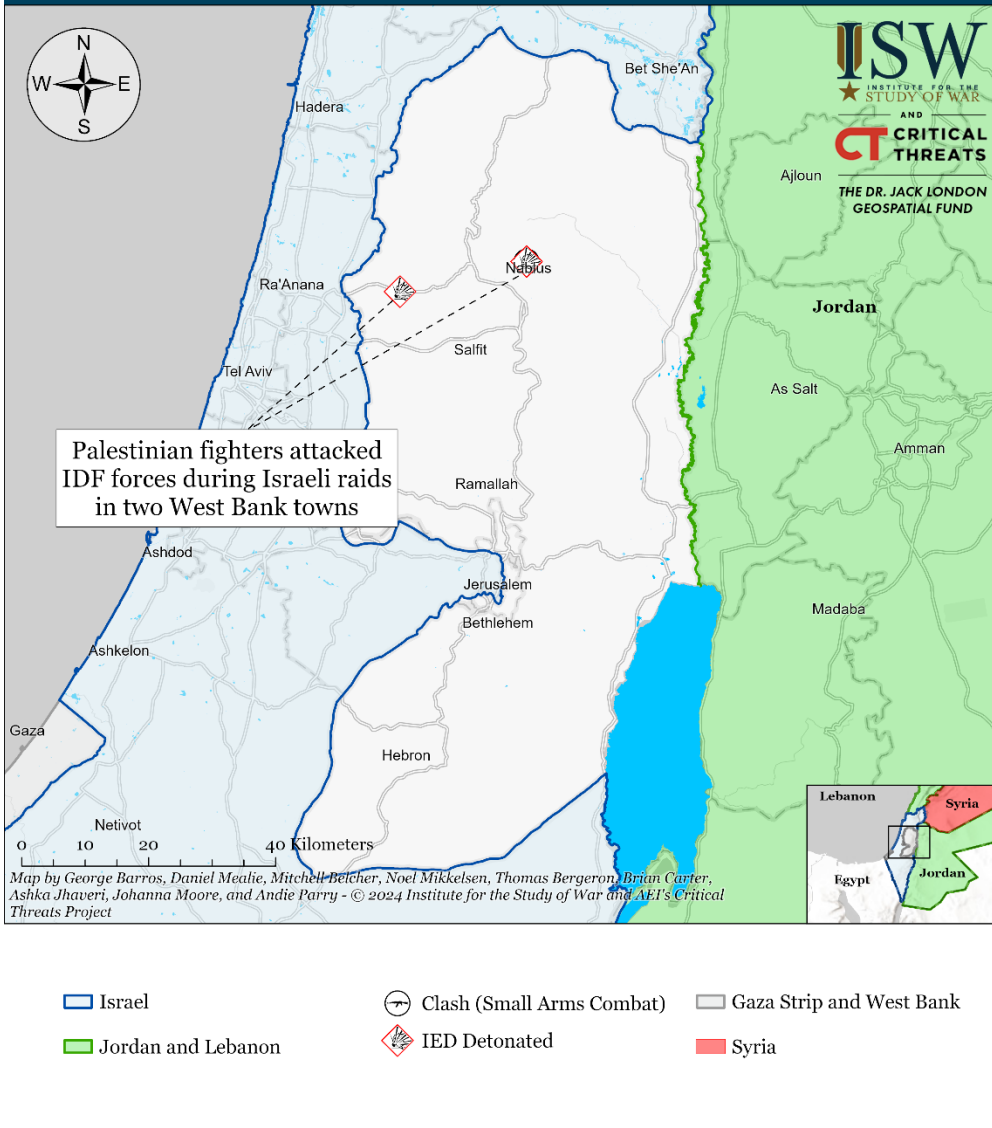 N
W
E
S
ISW
INSTITUTE FOR THE
STUDY OF WAR
AND
CT CRITICAL
THREATS
THE DR. JACK LONDON
GEOSPATIAL FUND
Bet She'An
Hadera
Ajloun
Nablus
Ra'Anana
Jordan
Salfit
Tel Aviv
As Salt
Amman
Palestinian fighters attacked
IDF forces during Israeli raids
in two West Bank towns
Ramallah
Ashdod
Jerusalem
Madaba
Bethlehem
Ashkelon
Gaza
Hebron
Netivot
0 10 20 40 Kilometers
Map by George Barros, Daniel Mealie, Mitchell Belcher, Noel Mikkelsen, Thomas Bergeron, Brian Carter,
Ashka Jhaveri, Johanna Moore, and Andie Parry - © 2024 Institute for the Study of War and AEI's Critical
Threats Project
Lebanon
Syria
Egypt
Jordan
Israel
Clash (Small Arms Combat)
Gaza Strip and West Bank
Jordan and Lebanon
IED Detonated
Syria